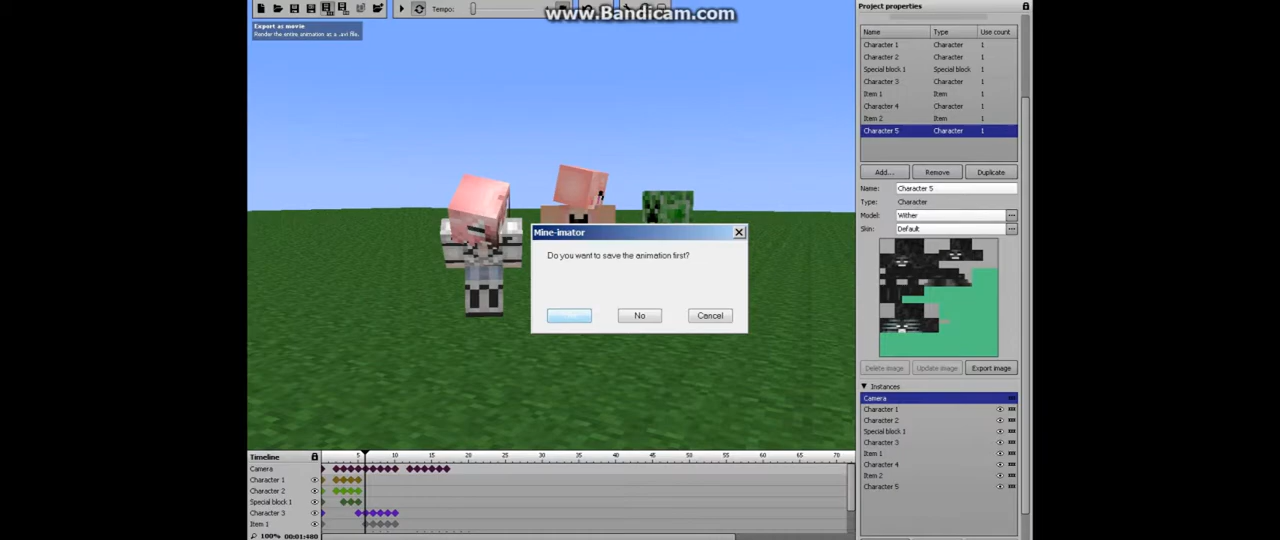 www.Bandicam.com
Tempo:
Export as movie
Render the entire animation as a .avi file.
Mine-imator
Do you want to save the animation first?
No
Cancel
Project properties
Name Type Use count
Character 1 Character 1
Character 2 Character 1
Special block 1 Special block 1
Character 3 Character 1
Item 1 Item 1
Character 4 Character 1
Item 2 Item 1
Character 5 Character 1
Add... Remove Duplicate
Name: Character 5
Type: Character
Model: Wither
Skin: Default
Delete image Update image Export image
Instances
Camera
Character 1
Character 2
Special block 1
Character 3
Item 1
Character 4
Item 2
Character 5
Timeline 5 10 15 20 25 30 35 40 45 50 55 60 65 70
Camera
Character 1
Character 2
Special block 1
Character 3
Item 1
100% 00:01:480